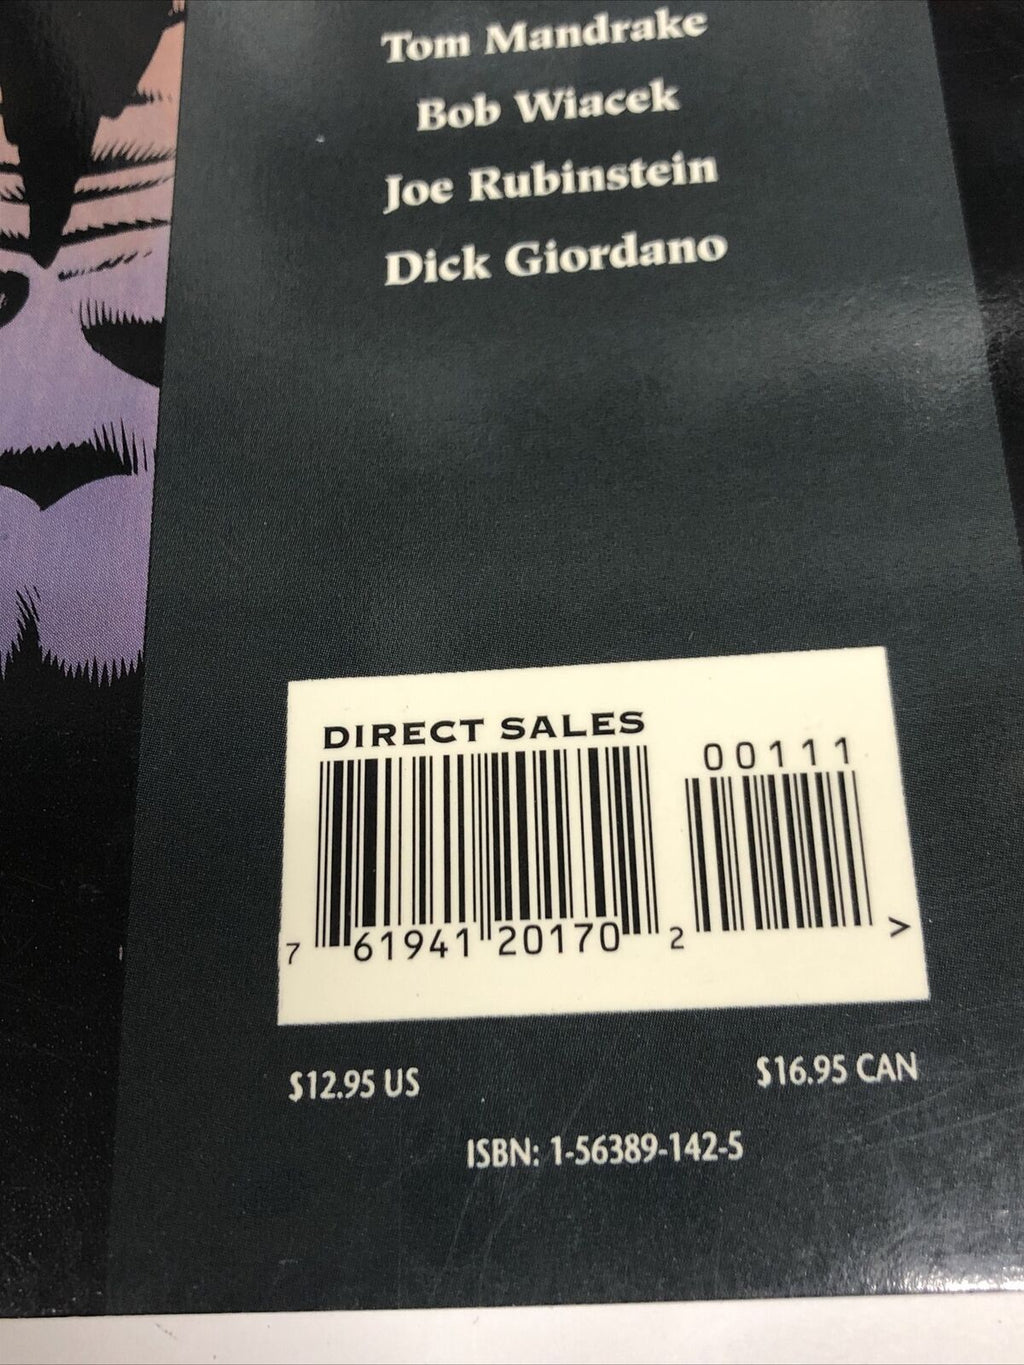 Tom Mandrake
Bob Wiacek
Joe Rubinstein
Dick Giordano
DIRECT SALES
00111
7 61941 20170 2 >
$12.95 US $16.95 CAN
ISBN: 1-56389-142-5